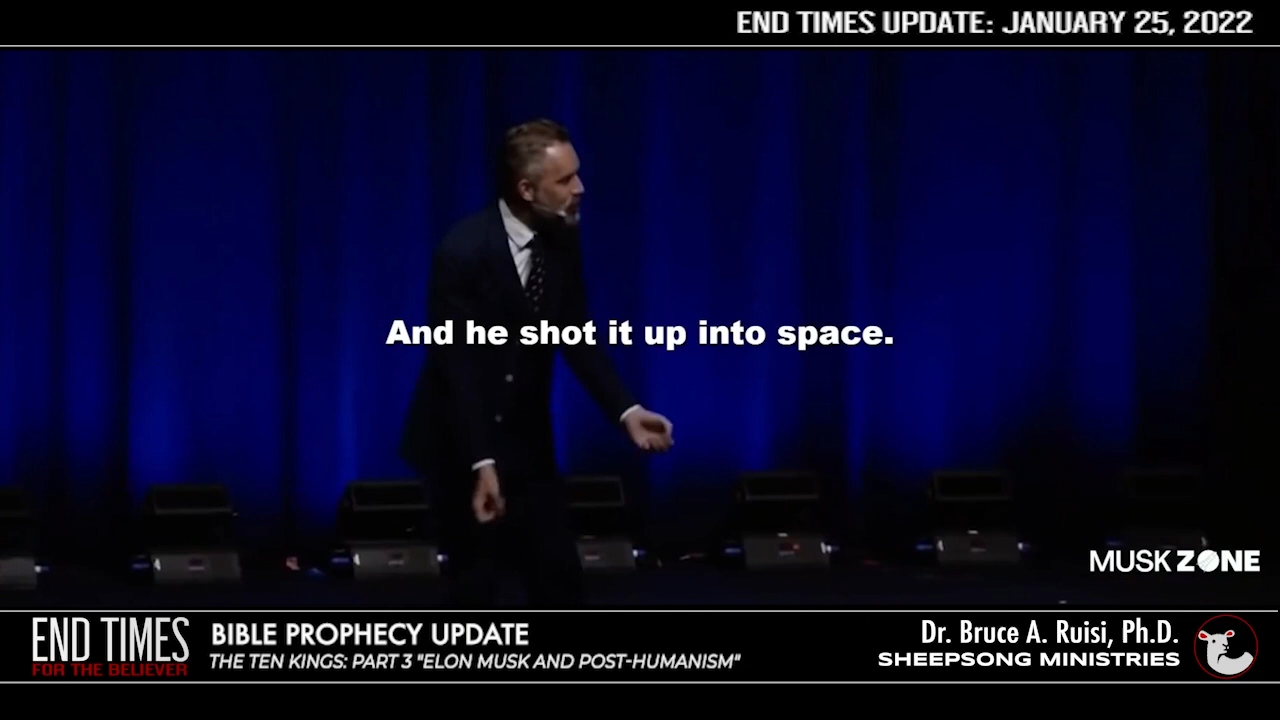 END TIMES UPDATE: JANUARY 25, 2022
And he shot it up into space.
MUSK ZONE
END TIMES
FOR THE BELIEVER
BIBLE PROPHECY UPDATE
THE TEN KINGS: PART 3 "ELON MUSK AND POST-HUMANISM"
Dr. Bruce A. Ruisi, Ph.D.
SHEEPSONG MINISTRIES